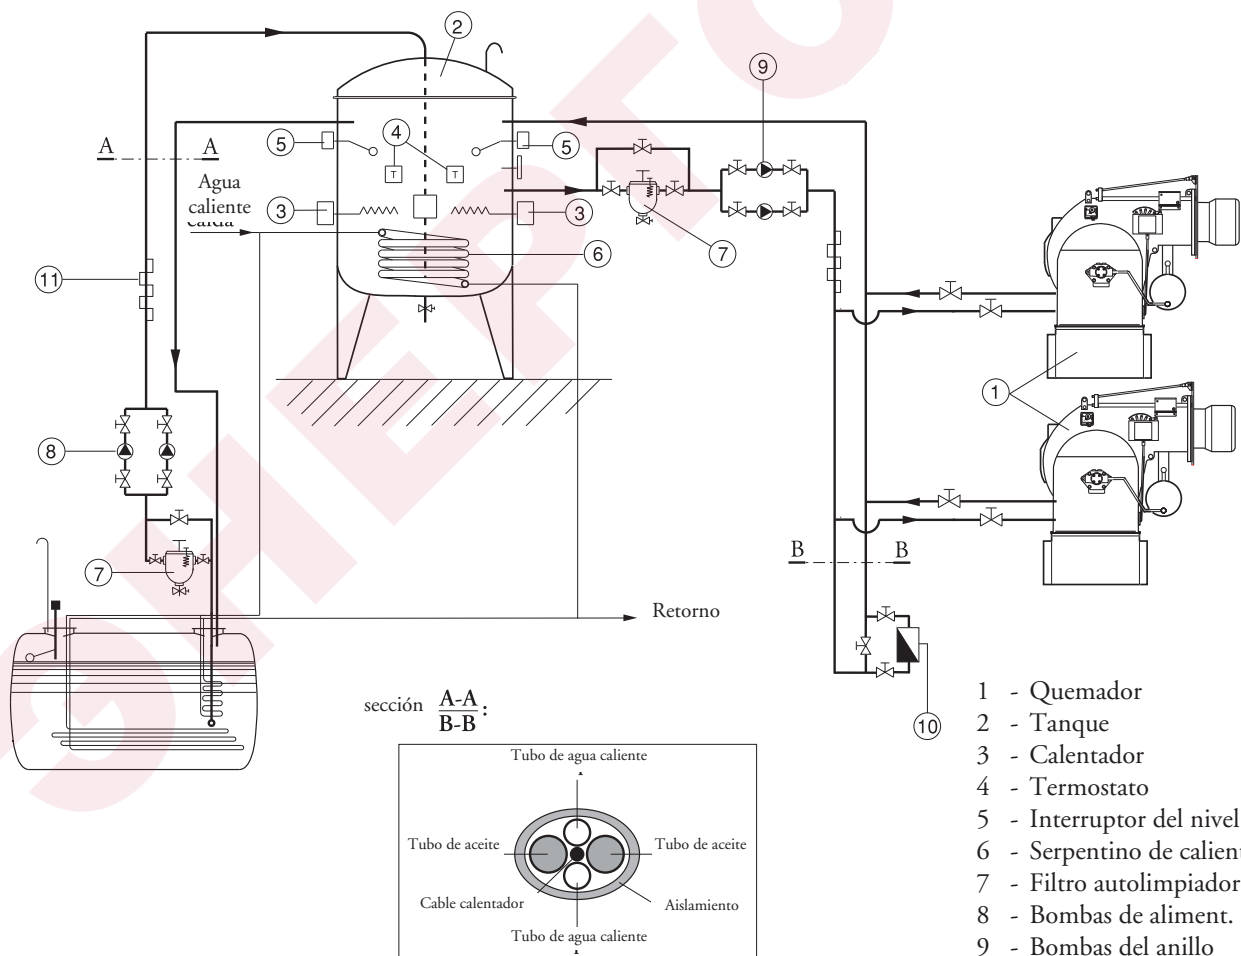 2
9
A
A
5
4
5
T
T
Agua
caliente
3
3
7
6
11
1
8
B
B
7
Retorno
10
sección A-A
B-B :
Tubo de agua caliente
Tubo de aceite
Tubo de aceite
Cable calentador
Aislamiento
Tubo de agua caliente
1 - Quemador
2 - Tanque
3 - Calentador
4 - Termostato
5 - Interruptor del nivel
6 - Serpentino de
7 - Filtro autolimpiador
8 - Bombas de aliment.
9 - Bombas del anillo